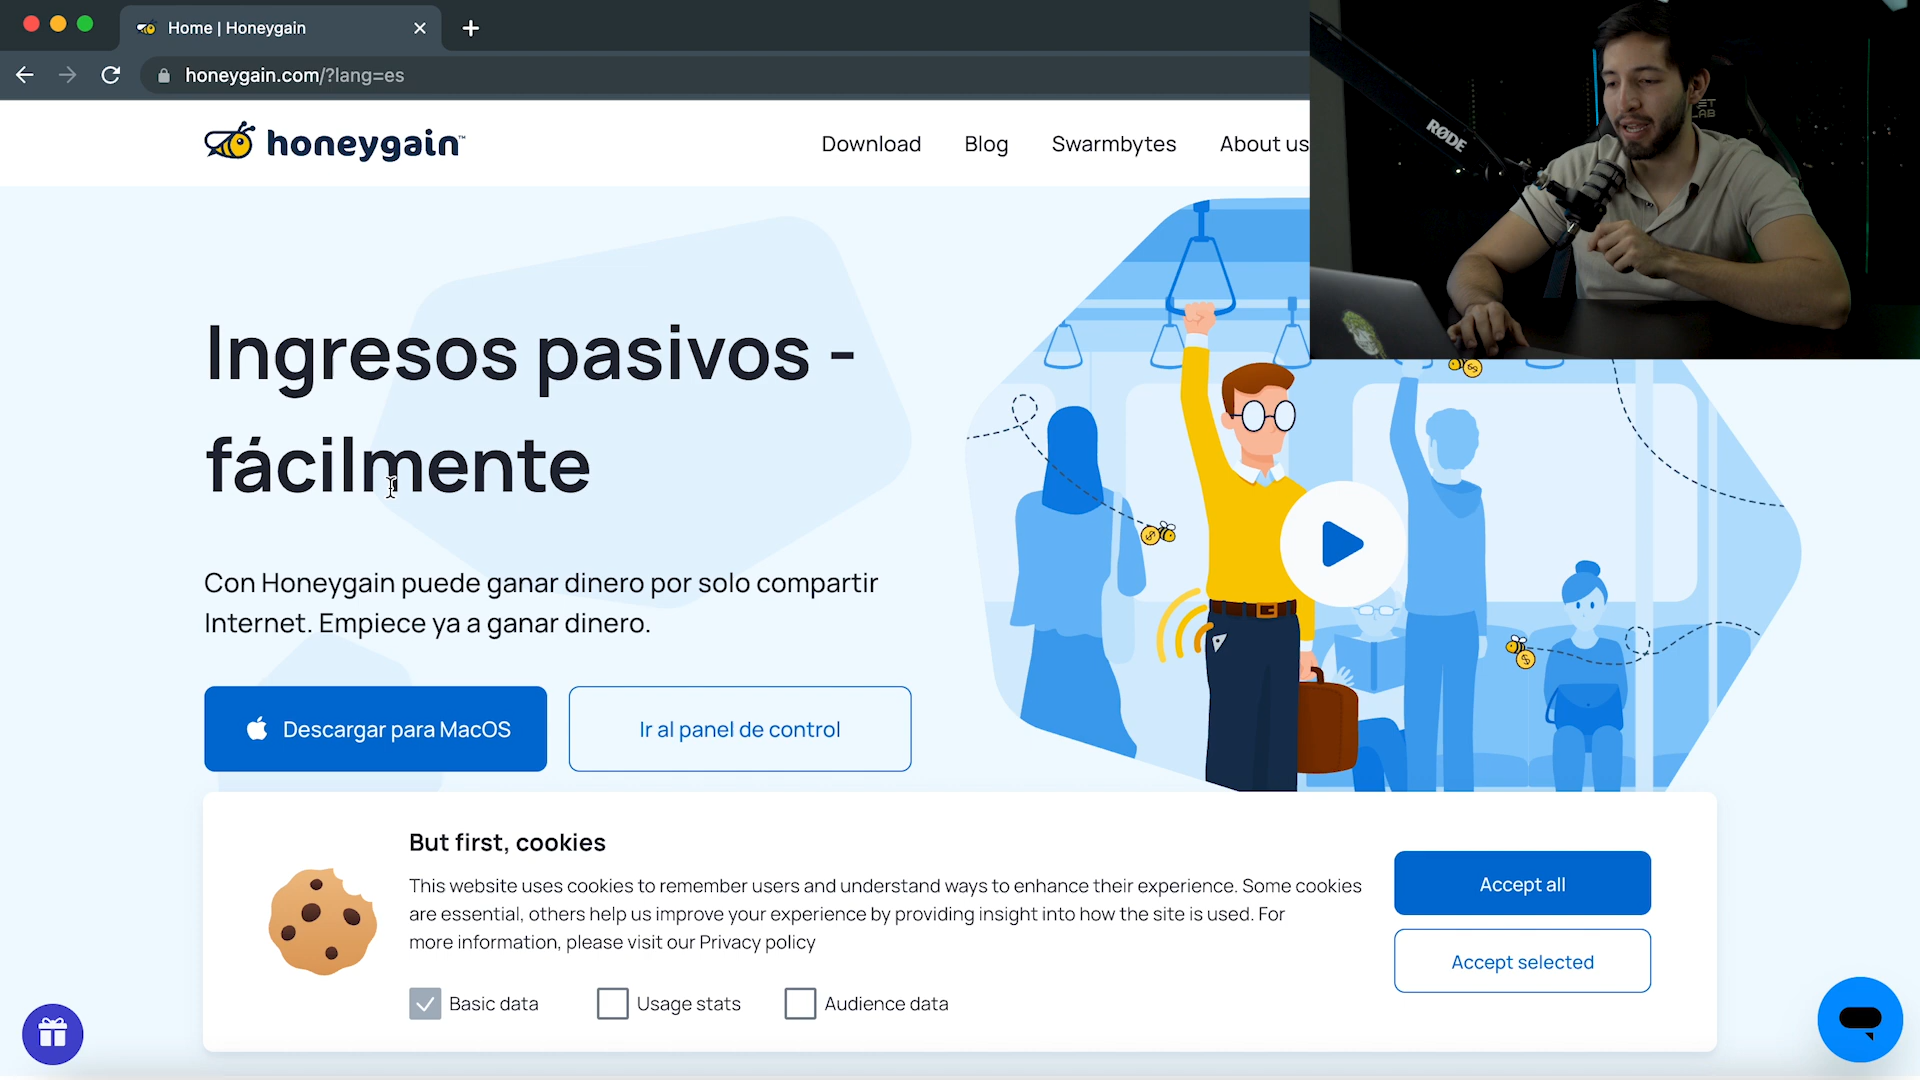 Home | Honeygain
honeygain.com/?lang=es
honeygain™
Download
Blog
Swarmbytes
About us
RØDE
Ingresos pasivos -
fácilmente
Con Honeygain puede ganar dinero por solo compartir
Internet. Empiece ya a ganar dinero.
Descargar para MacOS
Ir al panel de control
But first, cookies
This website uses cookies to remember users and understand ways to enhance their experience. Some cookies
are essential, others help us improve your experience by providing insight into how the site is used. For
more information, please visit our Privacy policy
Basic data
Usage stats
Audience data
Accept all
Accept selected